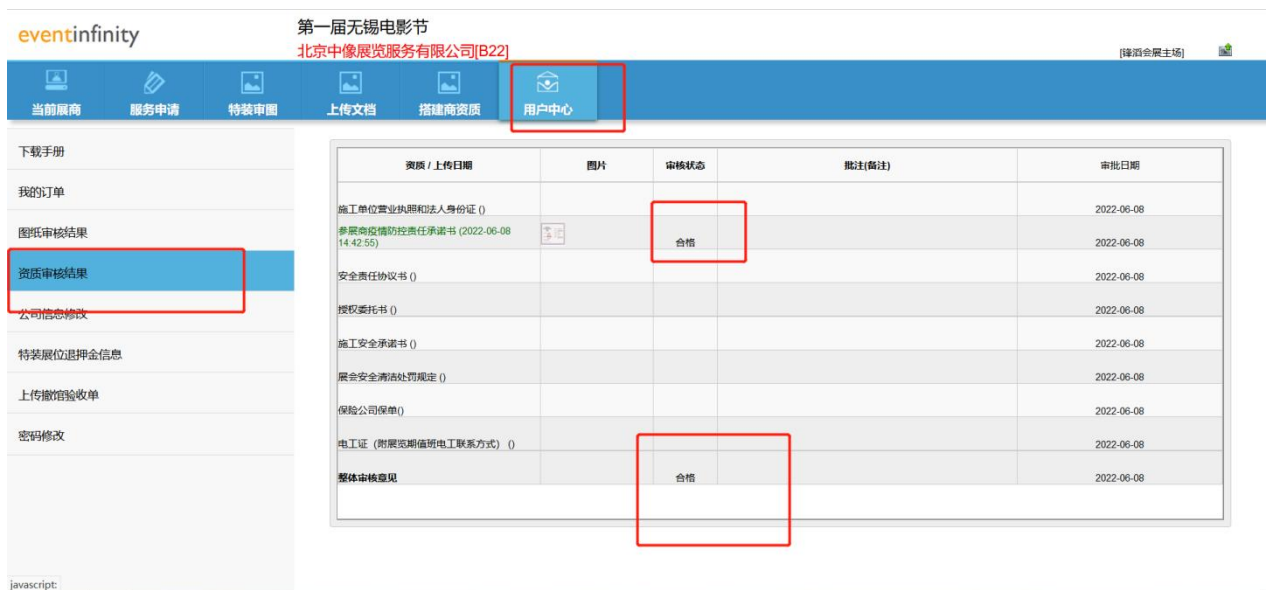 eventinfinity
第一届无锡电影节
北京中像展览服务有限公司[B22]
[锋滔会展主场]
当前展商 服务申请 特装审图 上传文档 搭建商资质 用户中心
下载手册
我的订单
图纸审核结果
资质审核结果
公司信息修改
特装展位退押金信息
上传撤馆验收单
密码修改
资质 / 上传日期 图片 审核状态 批注(备注) 审批日期
施工单位营业执照和法人身份证 () 2022-06-08
参展商疫情防控责任承诺书 (2022-06-08
14:42:55) 合格 2022-06-08
安全责任协议书 () 2022-06-08
授权委托书 () 2022-06-08
施工安全承诺书 () 2022-06-08
展会安全清洁处罚规定 () 2022-06-08
保险公司保单() 2022-06-08
电工证（附展览期值班电工联系方式） () 2022-06-08
整体审核意见 合格 2022-06-08
javascript: